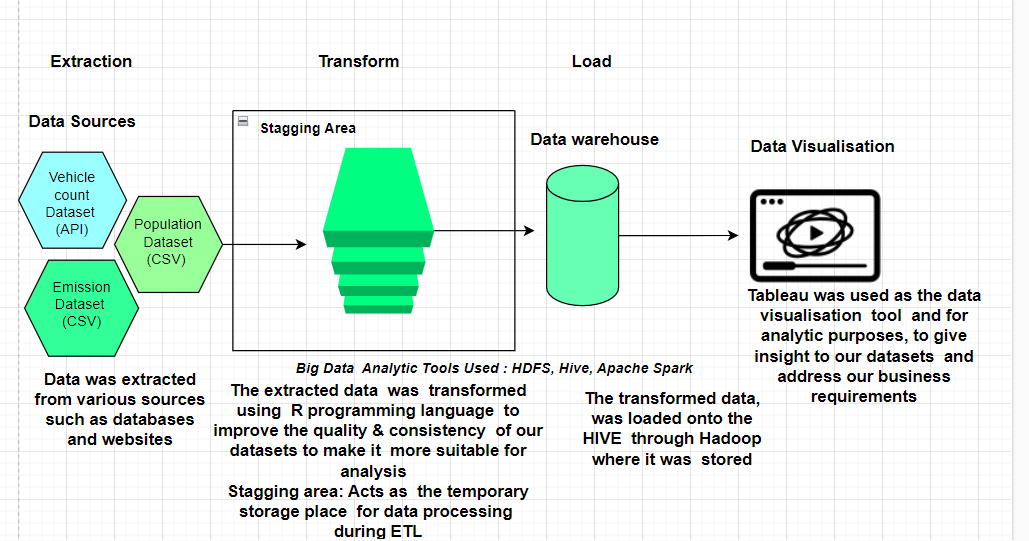 Extraction
Transform
Load
Data Sources
Stagging Area
Data warehouse
Data Visualisation
Vehicle
count
Dataset
(API)
Population
Dataset
(CSV)
Emission
Dataset
(CSV)
Data was extracted
from various sources
such as databases
and websites
Big Data Analytic Tools Used : HDFS, Hive, Apache Spark
The extracted data was transformed
using R programming language to
improve the quality & consistency of our
datasets to make it more suitable for
analysis
Stagging area: Acts as the temporary
storage place for data processing
during ETL
The transformed data,
was loaded onto the
HIVE through Hadoop
where it was stored
Tableau was used as the data
visualisation tool and for
analytic purposes, to give
insight to our datasets and
address our business
requirements